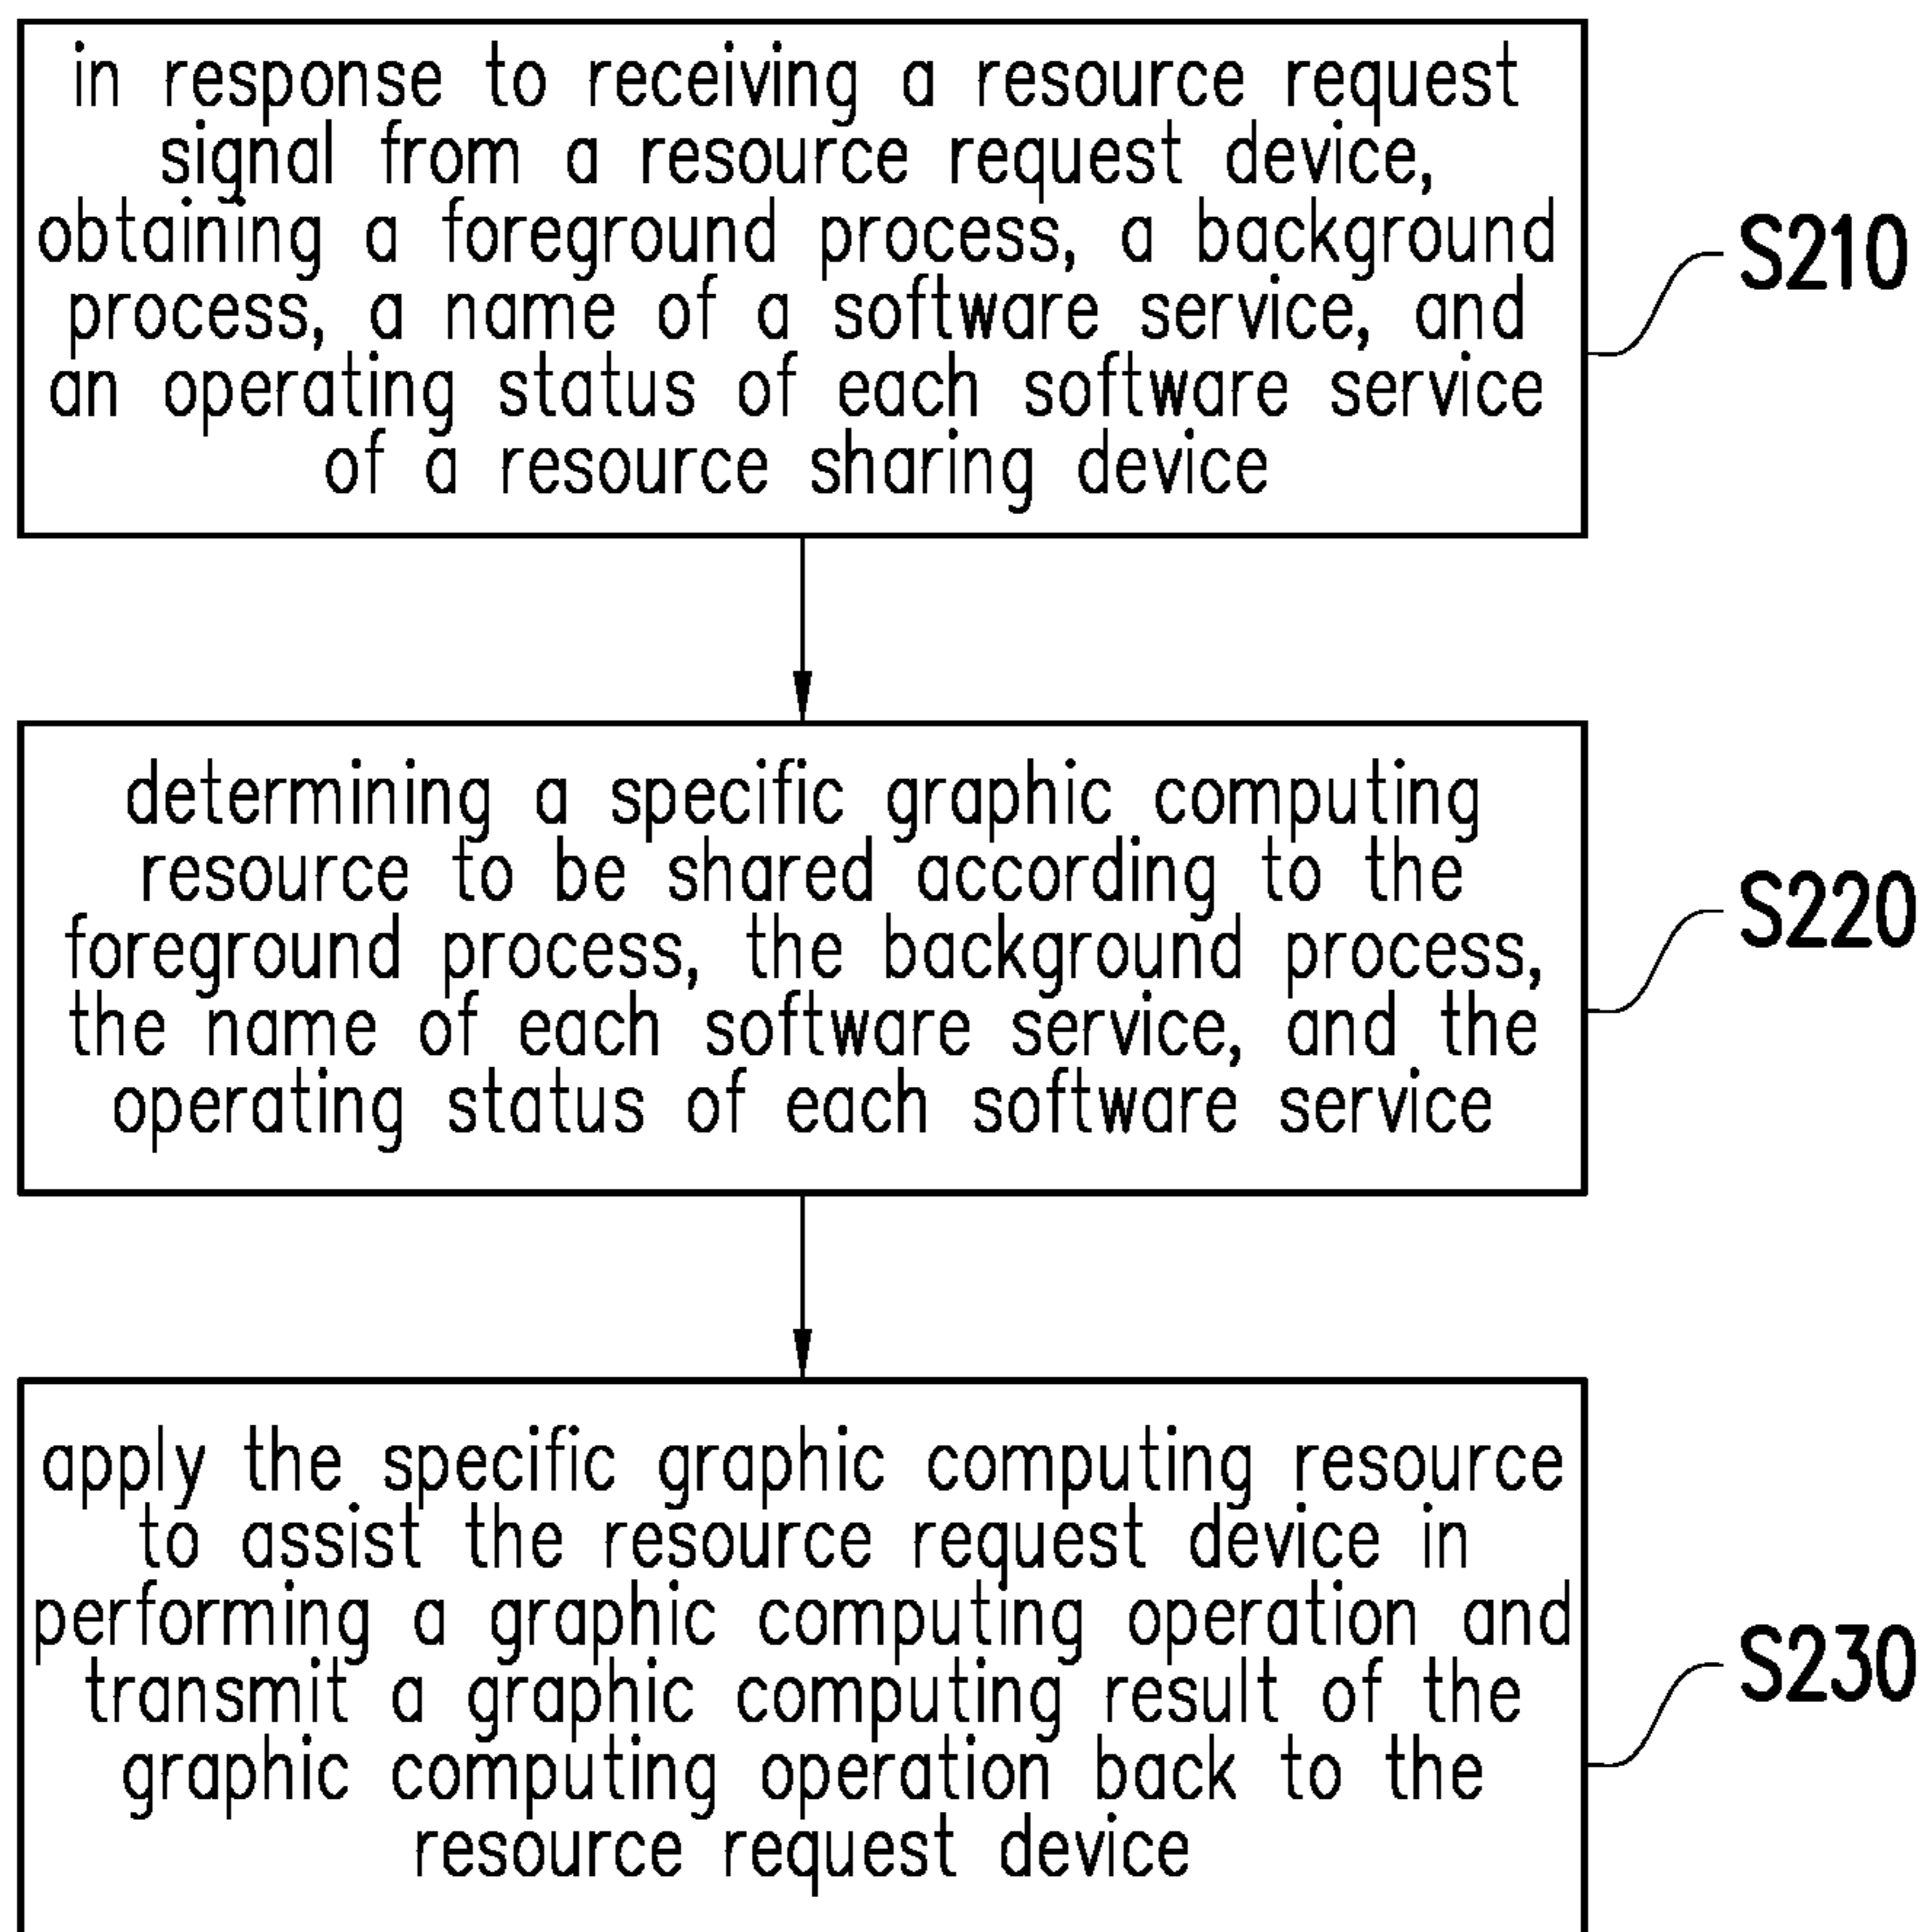 in response to receiving a resource request
signal from a resource request device,
obtaining a foreground process, a background
process, a name of a software service, and
an operating status of each software service
of a resource sharing device
S210
determining a specific graphic computing
resource to be shared according to the
foreground process, the background process,
the name of each software service, and the
operating status of each software service
S220
apply the specific graphic computing resource
to assist the resource request device in
performing a graphic computing operation and
transmit a graphic computing result of the
graphic computing operation back to the
resource request device
S230